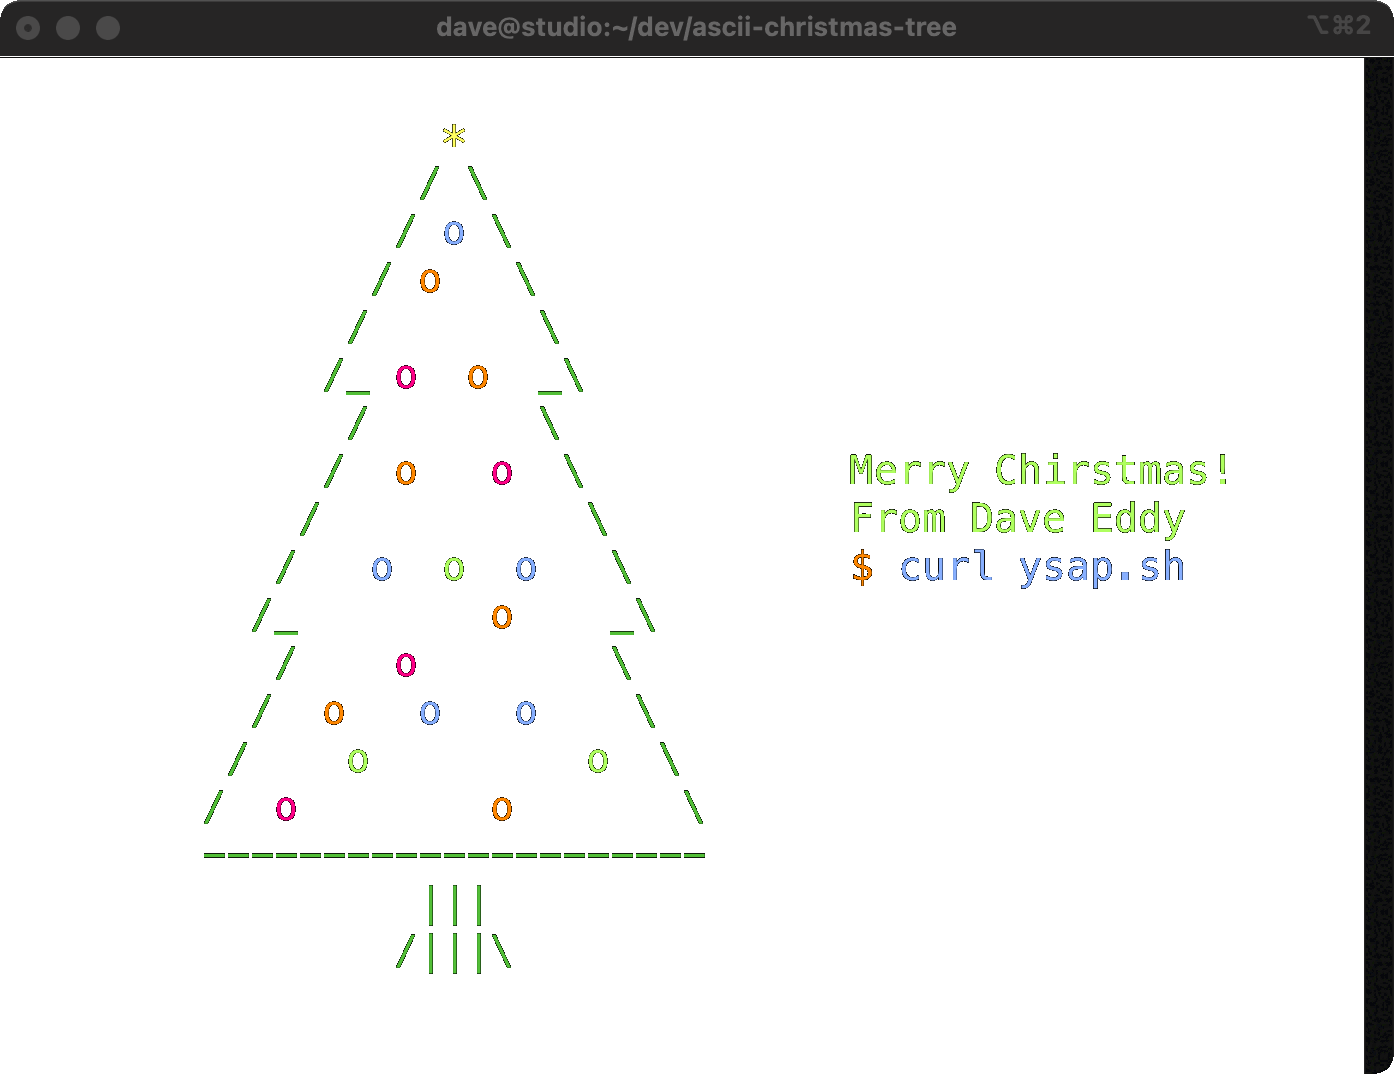 dave@studio:~/dev/ascii-christmas-tree
⌥⌘2
Merry Chirstmas!
From Dave Eddy
$ curl ysap.sh